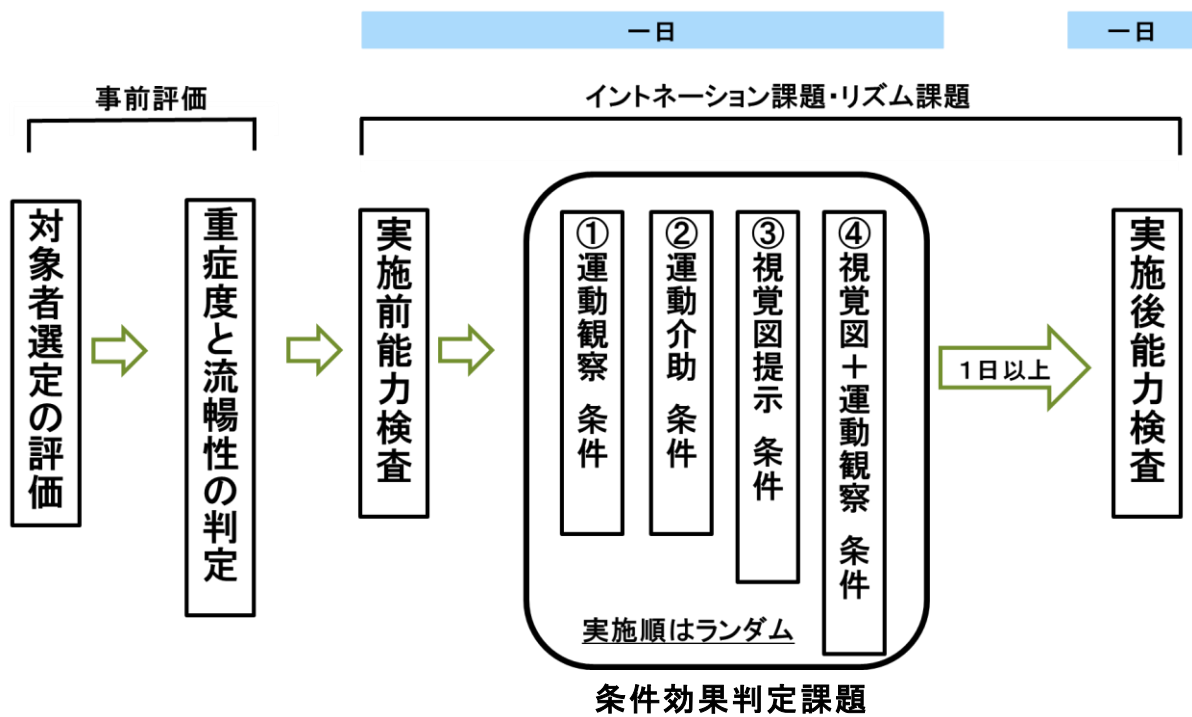 一日
一日
事前評価
イントネーション課題・リズム課題
対象者選定の評価
重症度と流暢性の判定
実施前能力検査
①運動観察 条件
②運動介助 条件
③視覚図提示 条件
④視覚図＋運動観察 条件
1日以上
実施後能力検査
実施順はランダム
条件効果判定課題